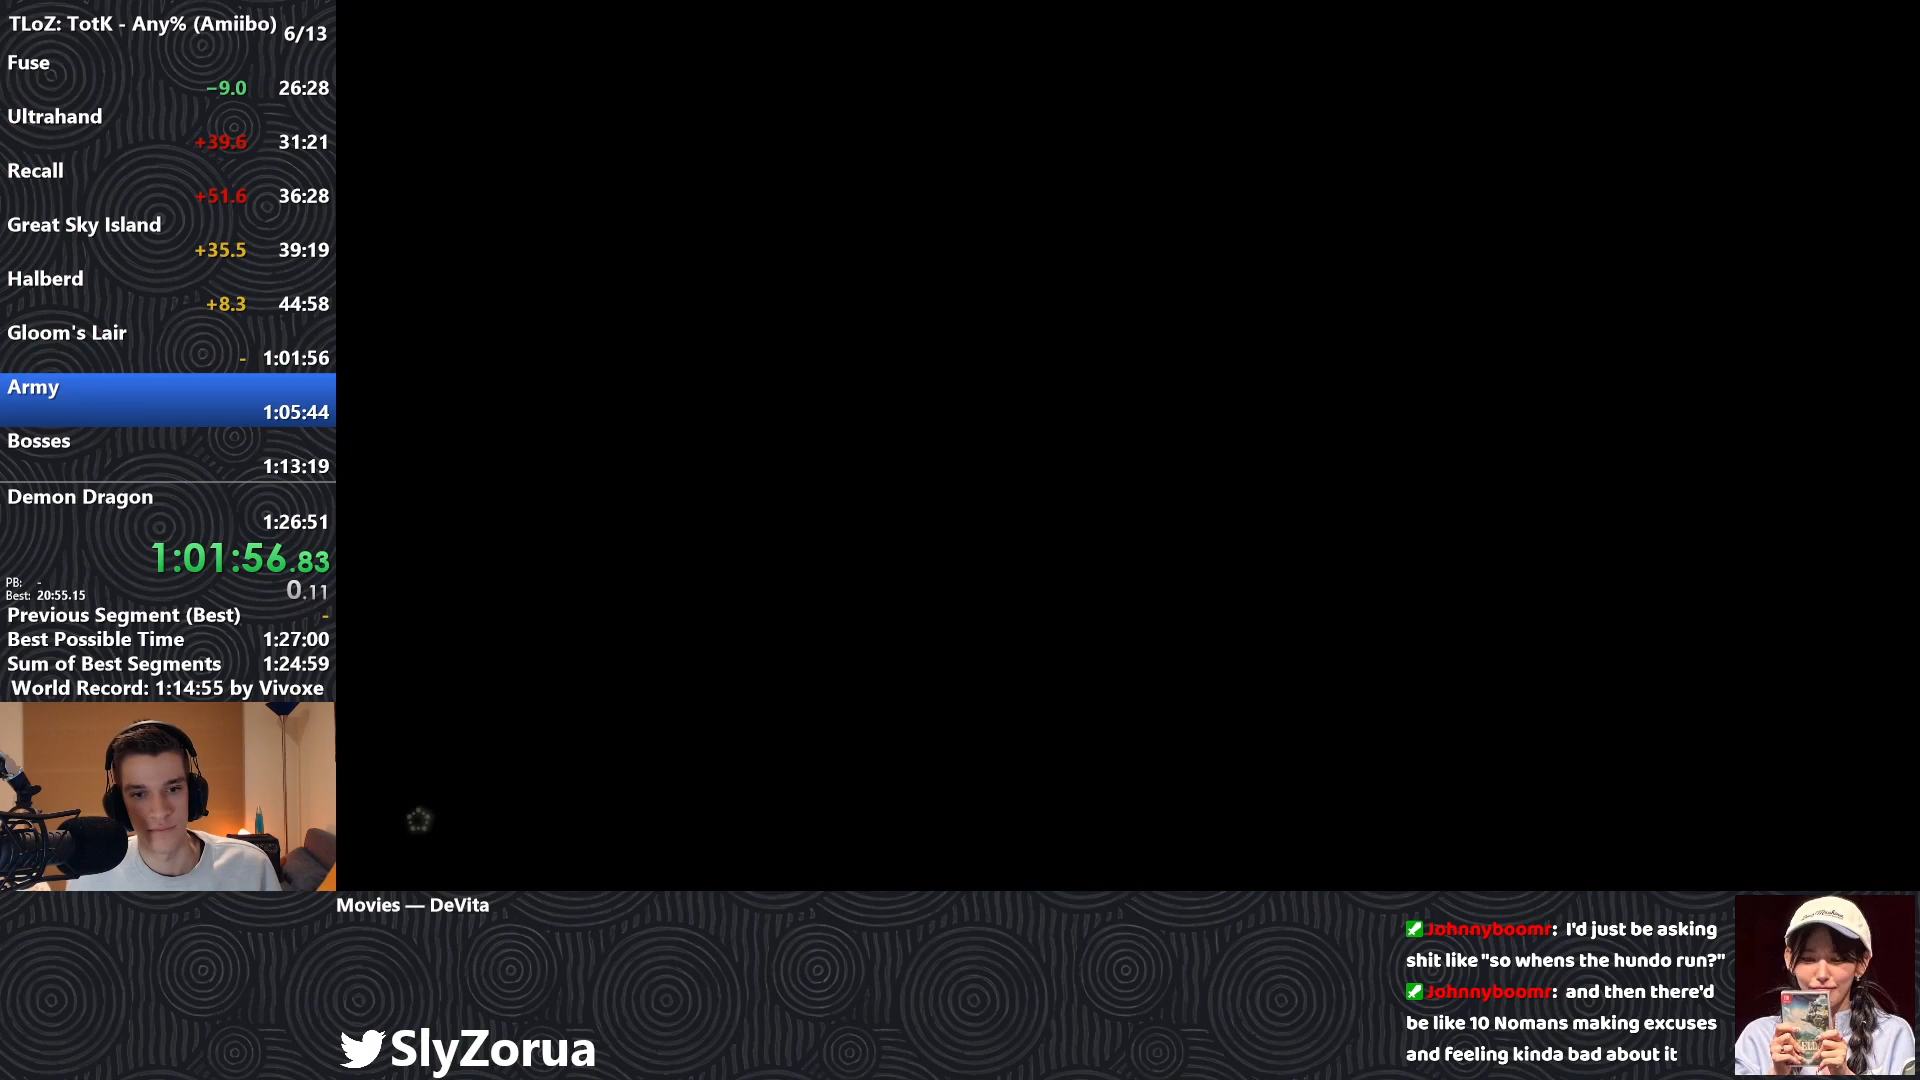 TLoZ: TotK - Any% (Amiibo) 6/13
Fuse
−9.0 26:28
Ultrahand
+39.6 31:21
Recall
+51.6 36:28
Great Sky Island
+35.5 39:19
Halberd
+8.3 44:58
Gloom's Lair
- 1:01:56
Army
1:05:44
Bosses
1:13:19
Demon Dragon
1:26:51
1:01:56.83
PB: -
0.11
Best: 20:55.15
Previous Segment (Best) -
Best Possible Time 1:27:00
Sum of Best Segments 1:24:59
World Record: 1:14:55 by Vivoxe
Movies — DeVita
SlyZorua
Johnnyboomr: I'd just be asking
shit like "so whens the hundo run?"
Johnnyboomr: and then there'd
be like 10 Nomans making excuses
and feeling kinda bad about it